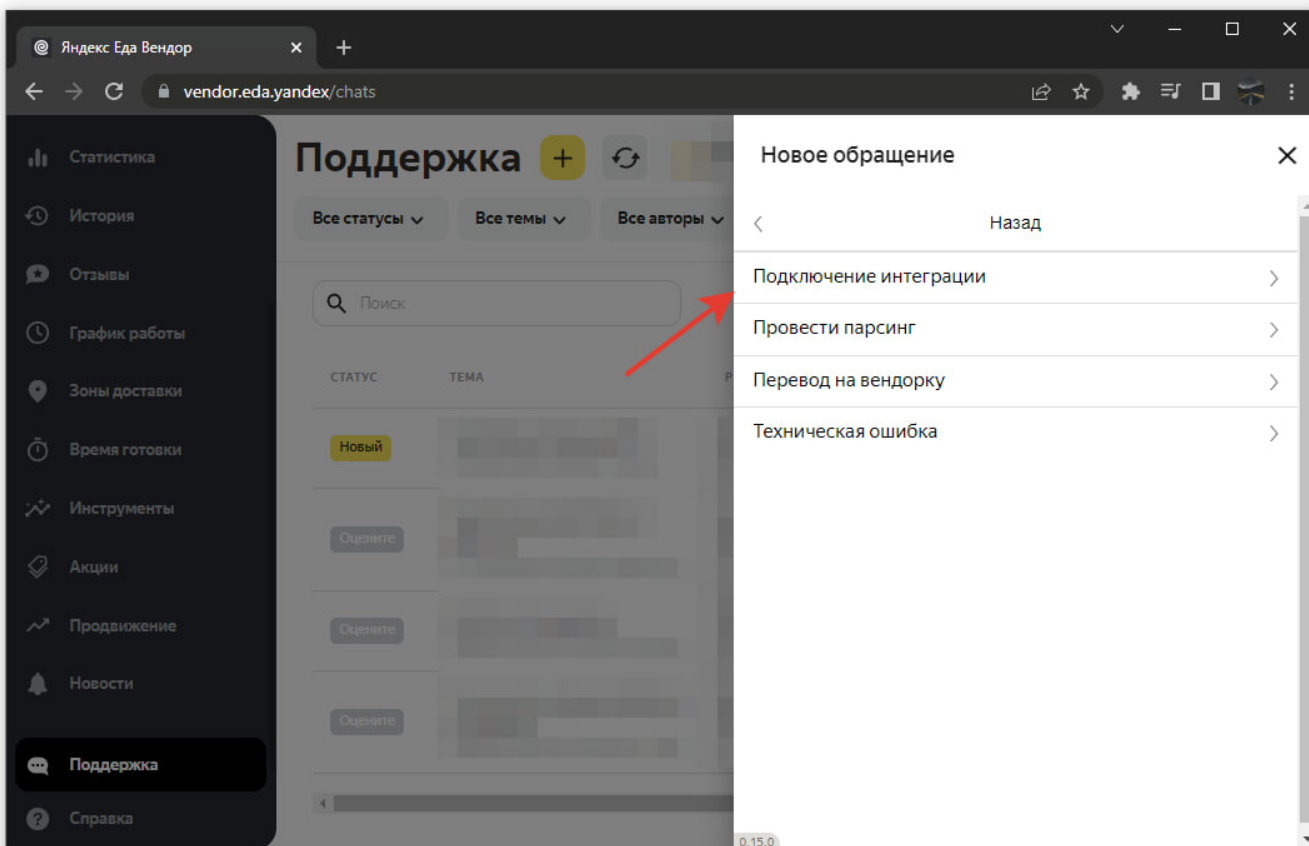 Яндекс Еда Вендор
vendor.eda.yandex/chats
Статистика
История
Отзывы
График работы
Зоны доставки
Время готовки
Инструменты
Акции
Продвижение
Новости
Поддержка
Справка
Поддержка
Все статусы
Все темы
Все авторы
Поиск
СТАТУС ТЕМА Р
Новый
Оцените
Оцените
Оцените
Новое обращение
Назад
Подключение интеграции
Провести парсинг
Перевод на вендорку
Техническая ошибка
0.15.0